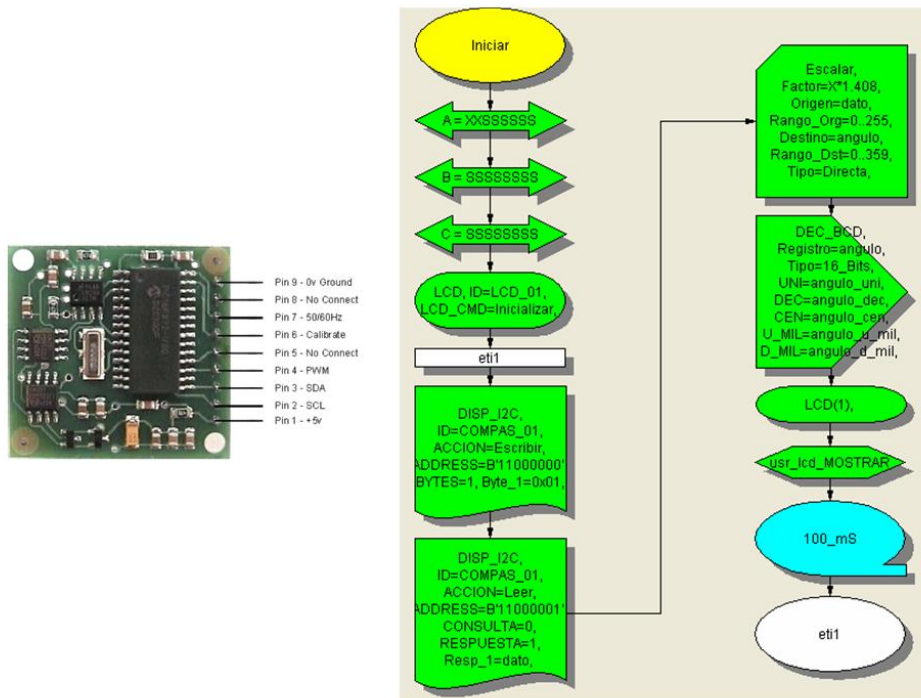 Pin 9 - 0v Ground
Pin 8 - No Connect
Pin 7 - 50/60Hz
Pin 6 - Calibrate
Pin 5 - No Connect
Pin 4 - PWM
Pin 3 - SDA
Pin 2 - SCL
Pin 1 - +5v
Iniciar
A = XXSSSSSS
B = SSSSSSSS
C = SSSSSSSS
LCD, ID=LCD_01,
LCD_CMD=Inicializar,
eti1
DISP_I2C,
ID=COMPAS_01,
ACCION=Escribir,
ADDRESS=B'11000000'
BYTES=1, Byte_1=0x01,
DISP_I2C,
ID=COMPAS_01,
ACCION=Leer,
ADDRESS=B'11000001'
CONSULTA=0,
RESPUESTA=1,
Resp_1=dato,
Escalar,
Factor=X*1.408,
Origen=dato,
Rango_Org=0..255,
Destino=angulo,
Rango_Dst=0..359,
Tipo=Directa,
DEC_BCD,
Registro=angulo,
Tipo=16_Bits,
UNI=angulo_uni,
DEC=angulo_dec,
CEN=angulo_cen,
U_MIL=angulo_u_mil,
D_MIL=angulo_d_mil,
LCD(1),
usr_lcd_MOSTRAR
100_mS
eti1